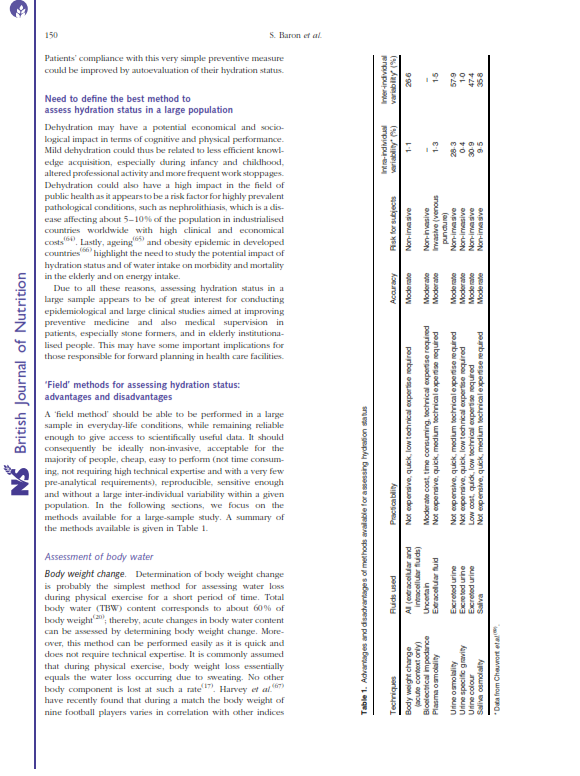 150
S. Baron et al.
British Journal of Nutrition
Patients' compliance with this very simple preventive measure
could be improved by autoevaluation of their hydration status.
Need to define the best method to
assess hydration status in a large population
Dehydration may have a potential economical and socio-
logical impact in terms of cognitive and physical performance.
Mild dehydration could thus be related to less efficient knowl-
edge acquisition, especially during infancy and childhood,
altered professional activity and more frequent work stoppages.
Dehydration could also have a high impact in the field of
public health as it appears to be a risk factor for highly prevalent
pathological conditions, such as nephrolithiasis, which is a dis-
ease affecting about 5–10% of the population in industrialised
countries worldwide with high clinical and economical
costs(64). Lastly, ageing(65) and obesity epidemic in developed
countries(66) highlight the need to study the potential impact of
hydration status and of water intake on morbidity and mortality
in the elderly and on energy intake.
Due to all these reasons, assessing hydration status in a
large sample appears to be of great interest for conducting
epidemiological and large clinical studies aimed at improving
preventive medicine and also medical supervision in
patients, especially stone formers, and in elderly institutiona-
lised people. This may have some important implications for
those responsible for forward planning in health care facilities.
'Field' methods for assessing hydration status:
advantages and disadvantages
A 'field method' should be able to be performed in a large
sample in everyday-life conditions, while remaining reliable
enough to give access to scientifically useful data. It should
consequently be ideally non-invasive, acceptable for the
majority of people, cheap, easy to perform (not time consum-
ing, not requiring high technical expertise and with a very few
pre-analytical requirements), reproducible, sensitive enough
and without a large inter-individual variability within a given
population. In the following sections, we focus on the
methods available for a large-sample study. A summary of
the methods available is given in Table 1.
Assessment of body water
Body weight change. Determination of body weight change
is probably the simplest method for assessing water loss
during physical exercise for a short period of time. Total
body water (TBW) content corresponds to about 60% of
body weight(20); thereby, acute changes in body water content
can be assessed by determining body weight change. More-
over, this method can be performed easily as it is quick and
does not require technical expertise. It is commonly assumed
that during physical exercise, body weight loss essentially
equals the water loss occurring due to sweating. No other
body component is lost at such a rate(17). Harvey et al.(67)
have recently found that during a match the body weight of
nine football players varies in correlation with other indices
Table 1. Advantages and disadvantages of methods available for assessing hydration status
Techniques Fluids used Practicability Accuracy Risk for subjects Intra-individual variability* (%) Inter-individual variability* (%)
Body weight change (acute context only) All (extracellular and intracellular fluids) Not expensive, quick, low technical expertise required Moderate Non-invasive 1·1 26·6
Bioelectrical impedance Uncertain Moderate cost, time consuming, technical expertise required Moderate Non-invasive – –
Plasma osmolality Extracellular fluid Not expensive, quick, medium technical expertise required Moderate Invasive (venous puncture) 1·3 1·5
Urine osmolality Excreted urine Not expensive, quick, medium technical expertise required Moderate Non-invasive 28·3 57·9
Urine specific gravity Excreted urine Not expensive, quick, low technical expertise required Moderate Non-invasive 0·4 1·0
Urine colour Excreted urine Low cost, quick, low technical expertise required Moderate Non-invasive 30·9 47·4
Saliva osmolality Saliva Not expensive, quick, medium technical expertise required Moderate Non-invasive 9·5 35·8
* Data from Cheuvront et al.